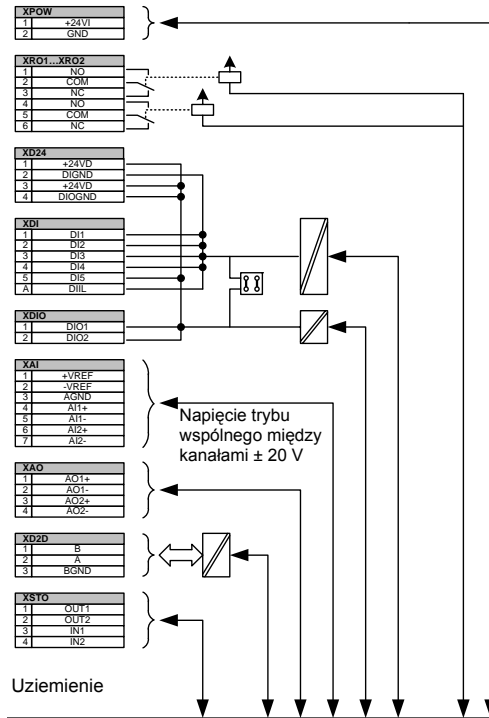 XPOW
1 +24VI
2 GND
XRO1...XRO2
1 NO
2 COM
3 NC
4 NO
5 COM
6 NC
XD24
1 +24VD
2 DIGND
3 +24VD
4 DIOGND
XDI
1 DI1
2 DI2
3 DI3
4 DI4
5 DI5
A DIIL
XDIO
1 DIO1
2 DIO2
XAI
1 +VREF
2 -VREF
3 AGND
4 AI1+
5 AI1-
6 AI2+
7 AI2-
Napięcie trybu
wspólnego między
kanałami ± 20 V
XAO
1 AO1+
2 AO1-
3 AO2+
4 AO2-
XD2D
1 B
2 A
3 BGND
XSTO
1 OUT1
2 OUT2
3 IN1
4 IN2
Uziemienie